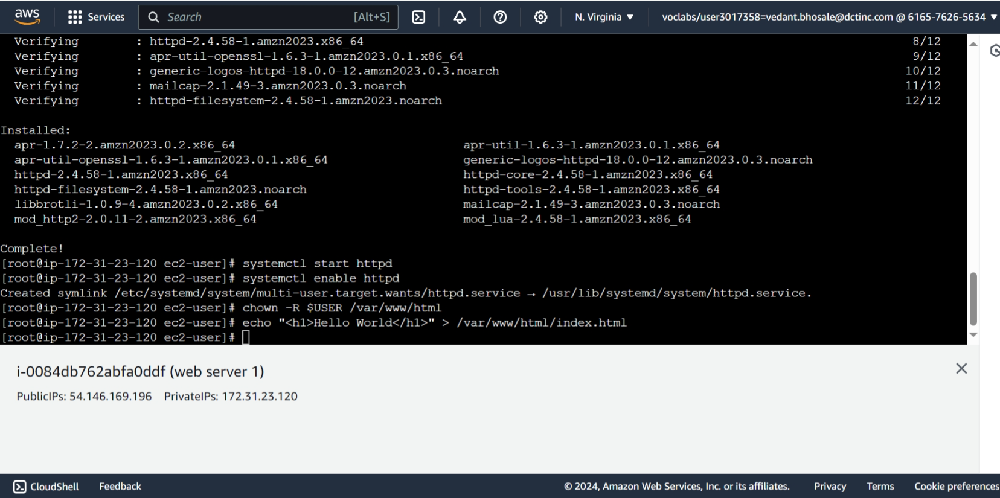 aws Services Search [Alt+S] N. Virginia ▼ voclabs/user3017358=vedant.bhosale@dctinc.com @ 6165-7626-5634 ▼
Verifying : httpd-2.4.58-1.amzn2023.x86_64 8/12
Verifying : apr-util-openssl-1.6.3-1.amzn2023.0.1.x86_64 9/12
Verifying : generic-logos-httpd-18.0.0-12.amzn2023.0.3.noarch 10/12
Verifying : mailcap-2.1.49-3.amzn2023.0.3.noarch 11/12
Verifying : httpd-filesystem-2.4.58-1.amzn2023.noarch 12/12
Installed:
apr-1.7.2-2.amzn2023.0.2.x86_64 apr-util-1.6.3-1.amzn2023.0.1.x86_64
apr-util-openssl-1.6.3-1.amzn2023.0.1.x86_64 generic-logos-httpd-18.0.0-12.amzn2023.0.3.noarch
httpd-2.4.58-1.amzn2023.x86_64 httpd-core-2.4.58-1.amzn2023.x86_64
httpd-filesystem-2.4.58-1.amzn2023.noarch httpd-tools-2.4.58-1.amzn2023.x86_64
libbrotli-1.0.9-4.amzn2023.0.2.x86_64 mailcap-2.1.49-3.amzn2023.0.3.noarch
mod_http2-2.0.11-2.amzn2023.x86_64 mod_lua-2.4.58-1.amzn2023.x86_64
Complete!
[root@ip-172-31-23-120 ec2-user]# systemctl start httpd
[root@ip-172-31-23-120 ec2-user]# systemctl enable httpd
Created symlink /etc/systemd/system/multi-user.target.wants/httpd.service → /usr/lib/systemd/system/httpd.service.
[root@ip-172-31-23-120 ec2-user]# chown -R $USER /var/www/html
[root@ip-172-31-23-120 ec2-user]# echo "<h1>Hello World</h1>" > /var/www/html/index.html
[root@ip-172-31-23-120 ec2-user]#
i-0084db762abfa0ddf (web server 1)
PublicIPs: 54.146.169.196 PrivateIPs: 172.31.23.120
CloudShell Feedback © 2024, Amazon Web Services, Inc. or its affiliates. Privacy Terms Cookie preferences